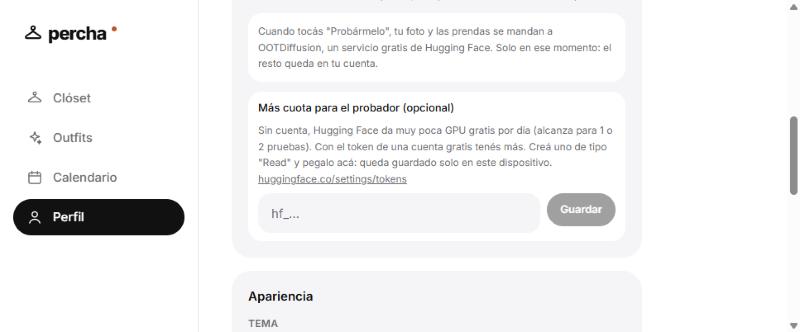 percha
Clóset
Outfits
Calendario
Perfil
Cuando tocás "Probármelo", tu foto y las prendas se mandan a
OOTDiffusion, un servicio gratis de Hugging Face. Solo en ese momento: el
resto queda en tu cuenta.
Más cuota para el probador (opcional)
Sin cuenta, Hugging Face da muy poca GPU gratis por día (alcanza para 1 o
2 pruebas). Con el token de una cuenta gratis tenés más. Creá uno de tipo
"Read" y pegalo acá: queda guardado solo en este dispositivo.
huggingface.co/settings/tokens
hf_...
Guardar
Apariencia
TEMA